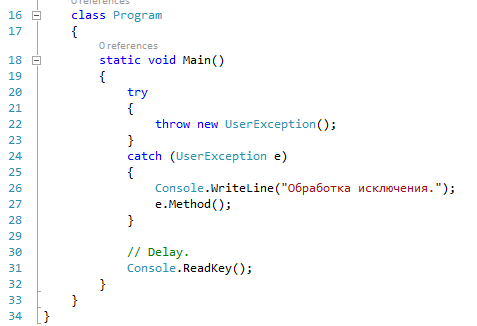 0 references
16 class Program
17 {
0 references
18 static void Main()
19 {
20 try
21 {
22 throw new UserException();
23 }
24 catch (UserException e)
25 {
26 Console.WriteLine("Обработка исключения.");
27 e.Method();
28 }
29
30 // Delay.
31 Console.ReadKey();
32 }
33 }
34 }